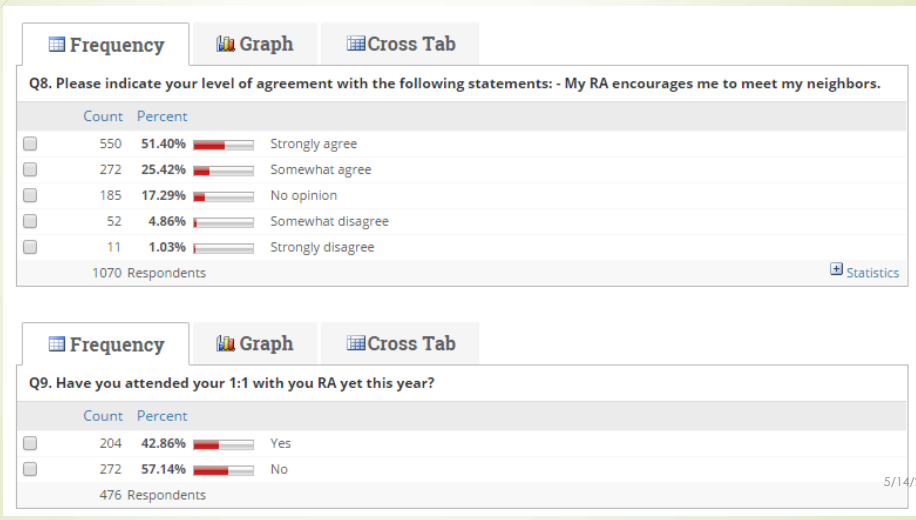 Frequency Graph Cross Tab
Q8. Please indicate your level of agreement with the following statements: - My RA encourages me to meet my neighbors.
Count Percent
550 51.40% Strongly agree
272 25.42% Somewhat agree
185 17.29% No opinion
52 4.86% Somewhat disagree
11 1.03% Strongly disagree
1070 Respondents Statistics
Frequency Graph Cross Tab
Q9. Have you attended your 1:1 with you RA yet this year?
Count Percent
204 42.86% Yes
272 57.14% No
5/14/
476 Respondents